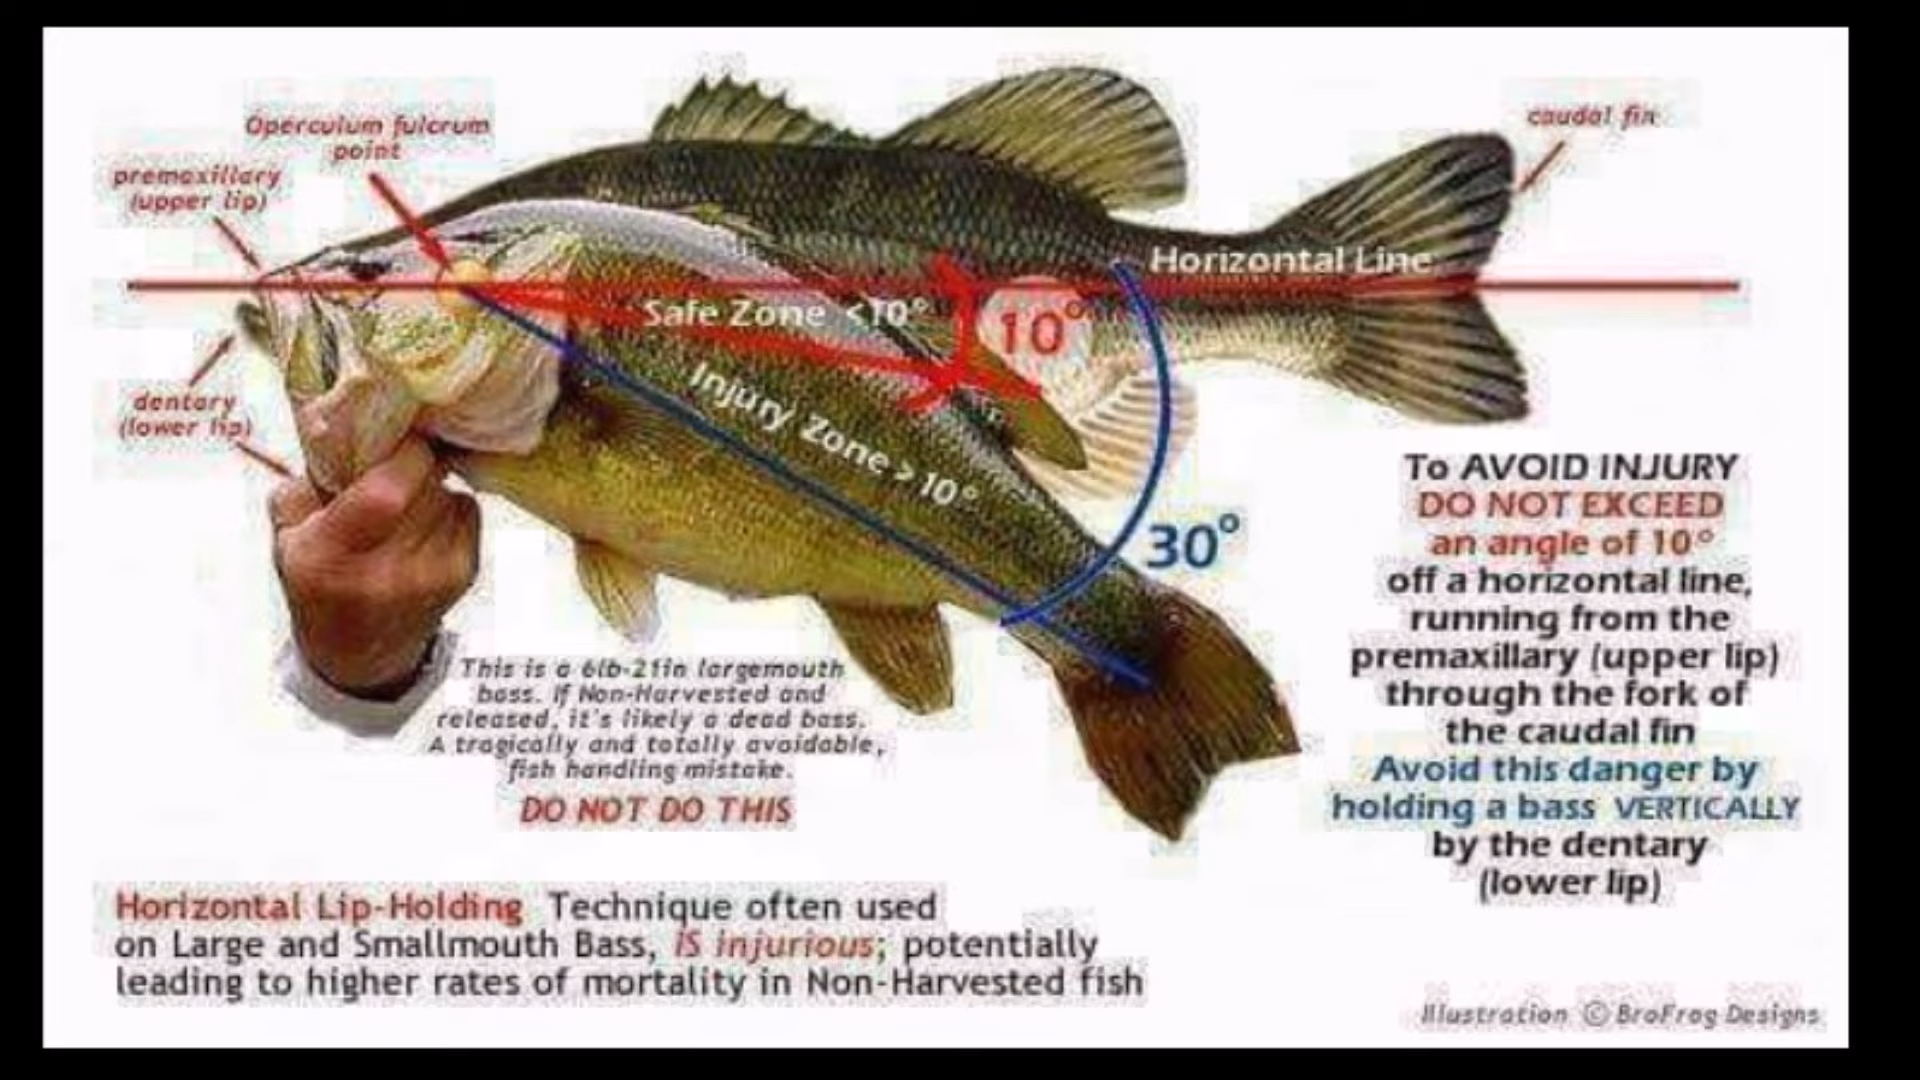 Operculum fulcrum
point
premaxillary
(upper lip)
caudal fin
Horizontal Line
Safe Zone <10°
10°
Injury zone >10°
dentary
(lower lip)
30°
To AVOID INJURY
DO NOT EXCEED
an angle of 10°
off a horizontal line,
running from the
premaxillary (upper lip)
through the fork of
the caudal fin
Avoid this danger by
holding a bass VERTICALLY
by the dentary
(lower lip)
This is a 6lb-21in largemouth
bass. If Non-Harvested and
released, it's likely a dead bass.
A tragically and totally avoidable,
fish handling mistake.
DO NOT DO THIS
Horizontal Lip-Holding Technique often used
on Large and Smallmouth Bass, IS injurious; potentially
leading to higher rates of mortality in Non-Harvested fish
Illustration © BroFrog Designs